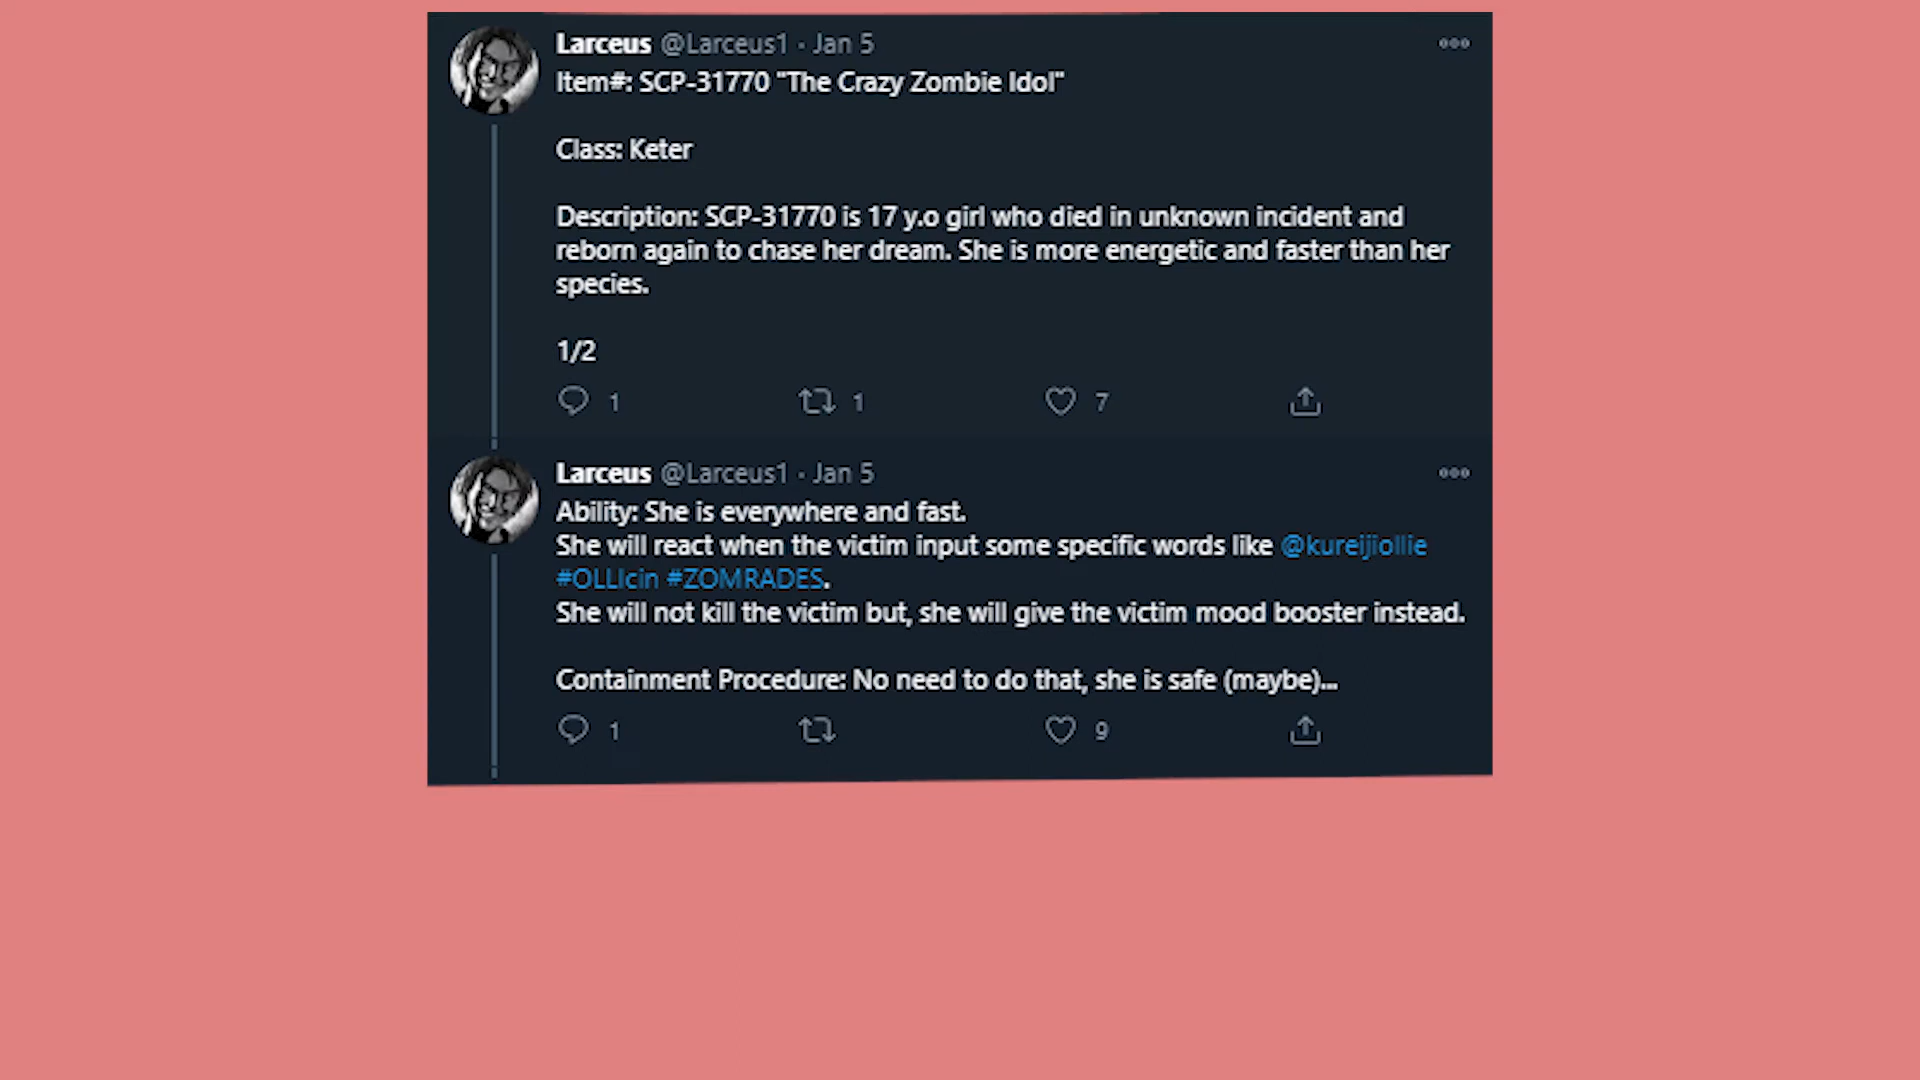 Larceus @Larceus1 · Jan 5
Item#: SCP-31770 "The Crazy Zombie Idol"
Class: Keter
Description: SCP-31770 is 17 y.o girl who died in unknown incident and
reborn again to chase her dream. She is more energetic and faster than her
species.
1/2
1 1 7
Larceus @Larceus1 · Jan 5
Ability: She is everywhere and fast.
She will react when the victim input some specific words like @kureijiollie
#OLLIcin #ZOMRADES.
She will not kill the victim but, she will give the victim mood booster instead.
Containment Procedure: No need to do that, she is safe (maybe)...
1 9